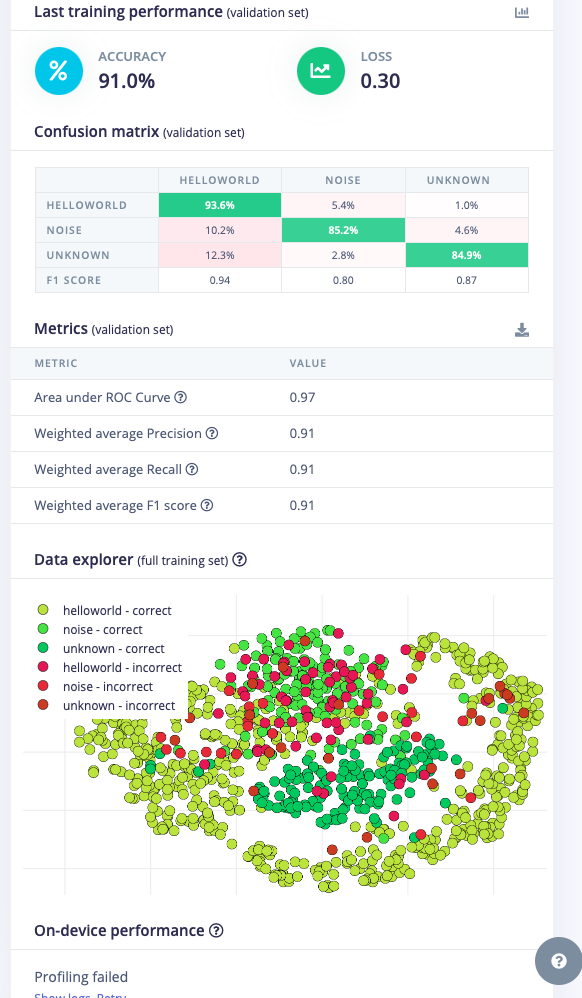 Last training performance (validation set)
%
ACCURACY
91.0%
LOSS
0.30
Confusion matrix (validation set)
HELLOWORLD NOISE UNKNOWN
HELLOWORLD 93.6% 5.4% 1.0%
NOISE 10.2% 85.2% 4.6%
UNKNOWN 12.3% 2.8% 84.9%
F1 SCORE 0.94 0.80 0.87
Metrics (validation set)
METRIC VALUE
Area under ROC Curve ? 0.97
Weighted average Precision ? 0.91
Weighted average Recall ? 0.91
Weighted average F1 score ? 0.91
Data explorer (full training set) ?
helloworld - correct
noise - correct
unknown - correct
helloworld - incorrect
noise - incorrect
unknown - incorrect
On-device performance ?
?
Profiling failed
Show logs Retry